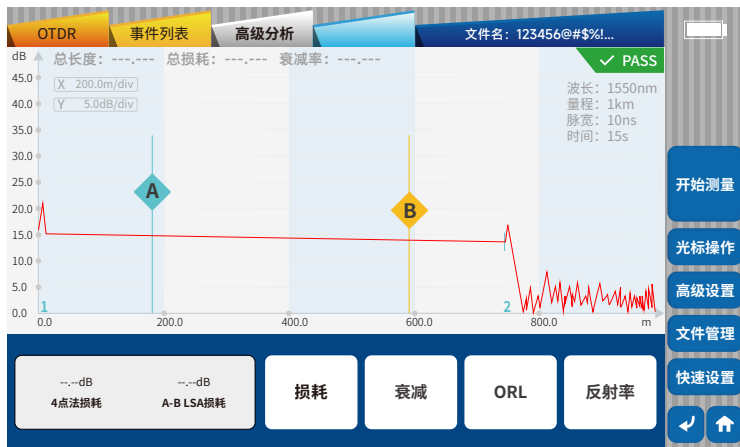 OTDR 事件列表 高级分析 文件名：123456@#$%!...
dB 总长度：---.--- 总损耗：---.--- 衰减率：---.--- PASS
X 200.0m/div
Y 5.0dB/div
波长：1550nm
量程：1km
脉宽：10ns
时间：15s
45.0
40.0
35.0
30.0
25.0
20.0
15.0
10.0
5.0
0.0
A
B
1
2
0.0 200.0 400.0 600.0 800.0 m
开始测量
光标操作
高级设置
文件管理
快速设置
--.--dB --.--dB
4点法损耗 A-B LSA损耗
损耗 衰减 ORL 反射率